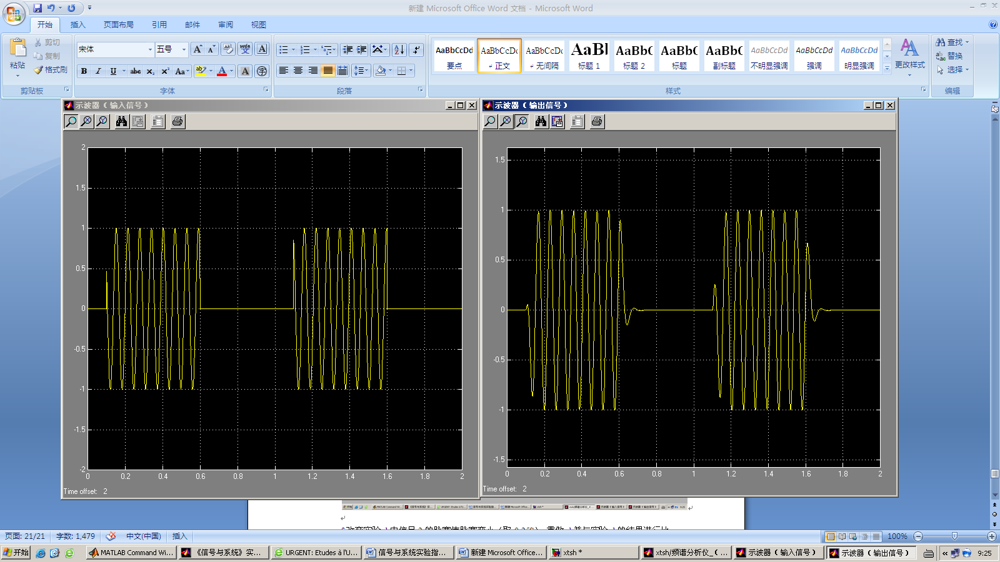 新建 Microsoft Office Word 文档 - Microsoft Word
开始 插入 页面布局 引用 邮件 审阅 视图
粘贴 剪切 复制 格式刷
宋体 五号
B I U abc x₂ x² Aa
AaBbCcDd AaBbCcDc AaBbCcDc AaBl AaBbC AaBbC AaBbC AaBbCcDd AaBbCcDd AaBbCcDd
要点 正文 无间隔 标题 1 标题 2 标题 副标题 不明显强调 强调 明显强调
更改样式
查找 替换 选择
剪贴板 字体 段落 样式 编辑
示波器（输入信号）
2
1.5
1
0.5
0
-0.5
-1
-1.5
-2
0 0.2 0.4 0.6 0.8 1 1.2 1.4 1.6 1.8 2
Time offset: 2
示波器（输出信号）
1.5
1
0.5
0
-0.5
-1
-1.5
0 0.2 0.4 0.6 0.8 1 1.2 1.4 1.6 1.8 2
Time offset: 2
页面: 21/21 字数: 1,479 中文(中国) 插入 100%
开始 MATLAB Command Wi... 《信号与系统》实... URGENT: Etudes à l'U... 信号与系统实验指... 新建 Microsoft Office... xtsh * xtsh/频谱分析仪_（... 示波器（输入信号） 示波器（输出信号） 9:25